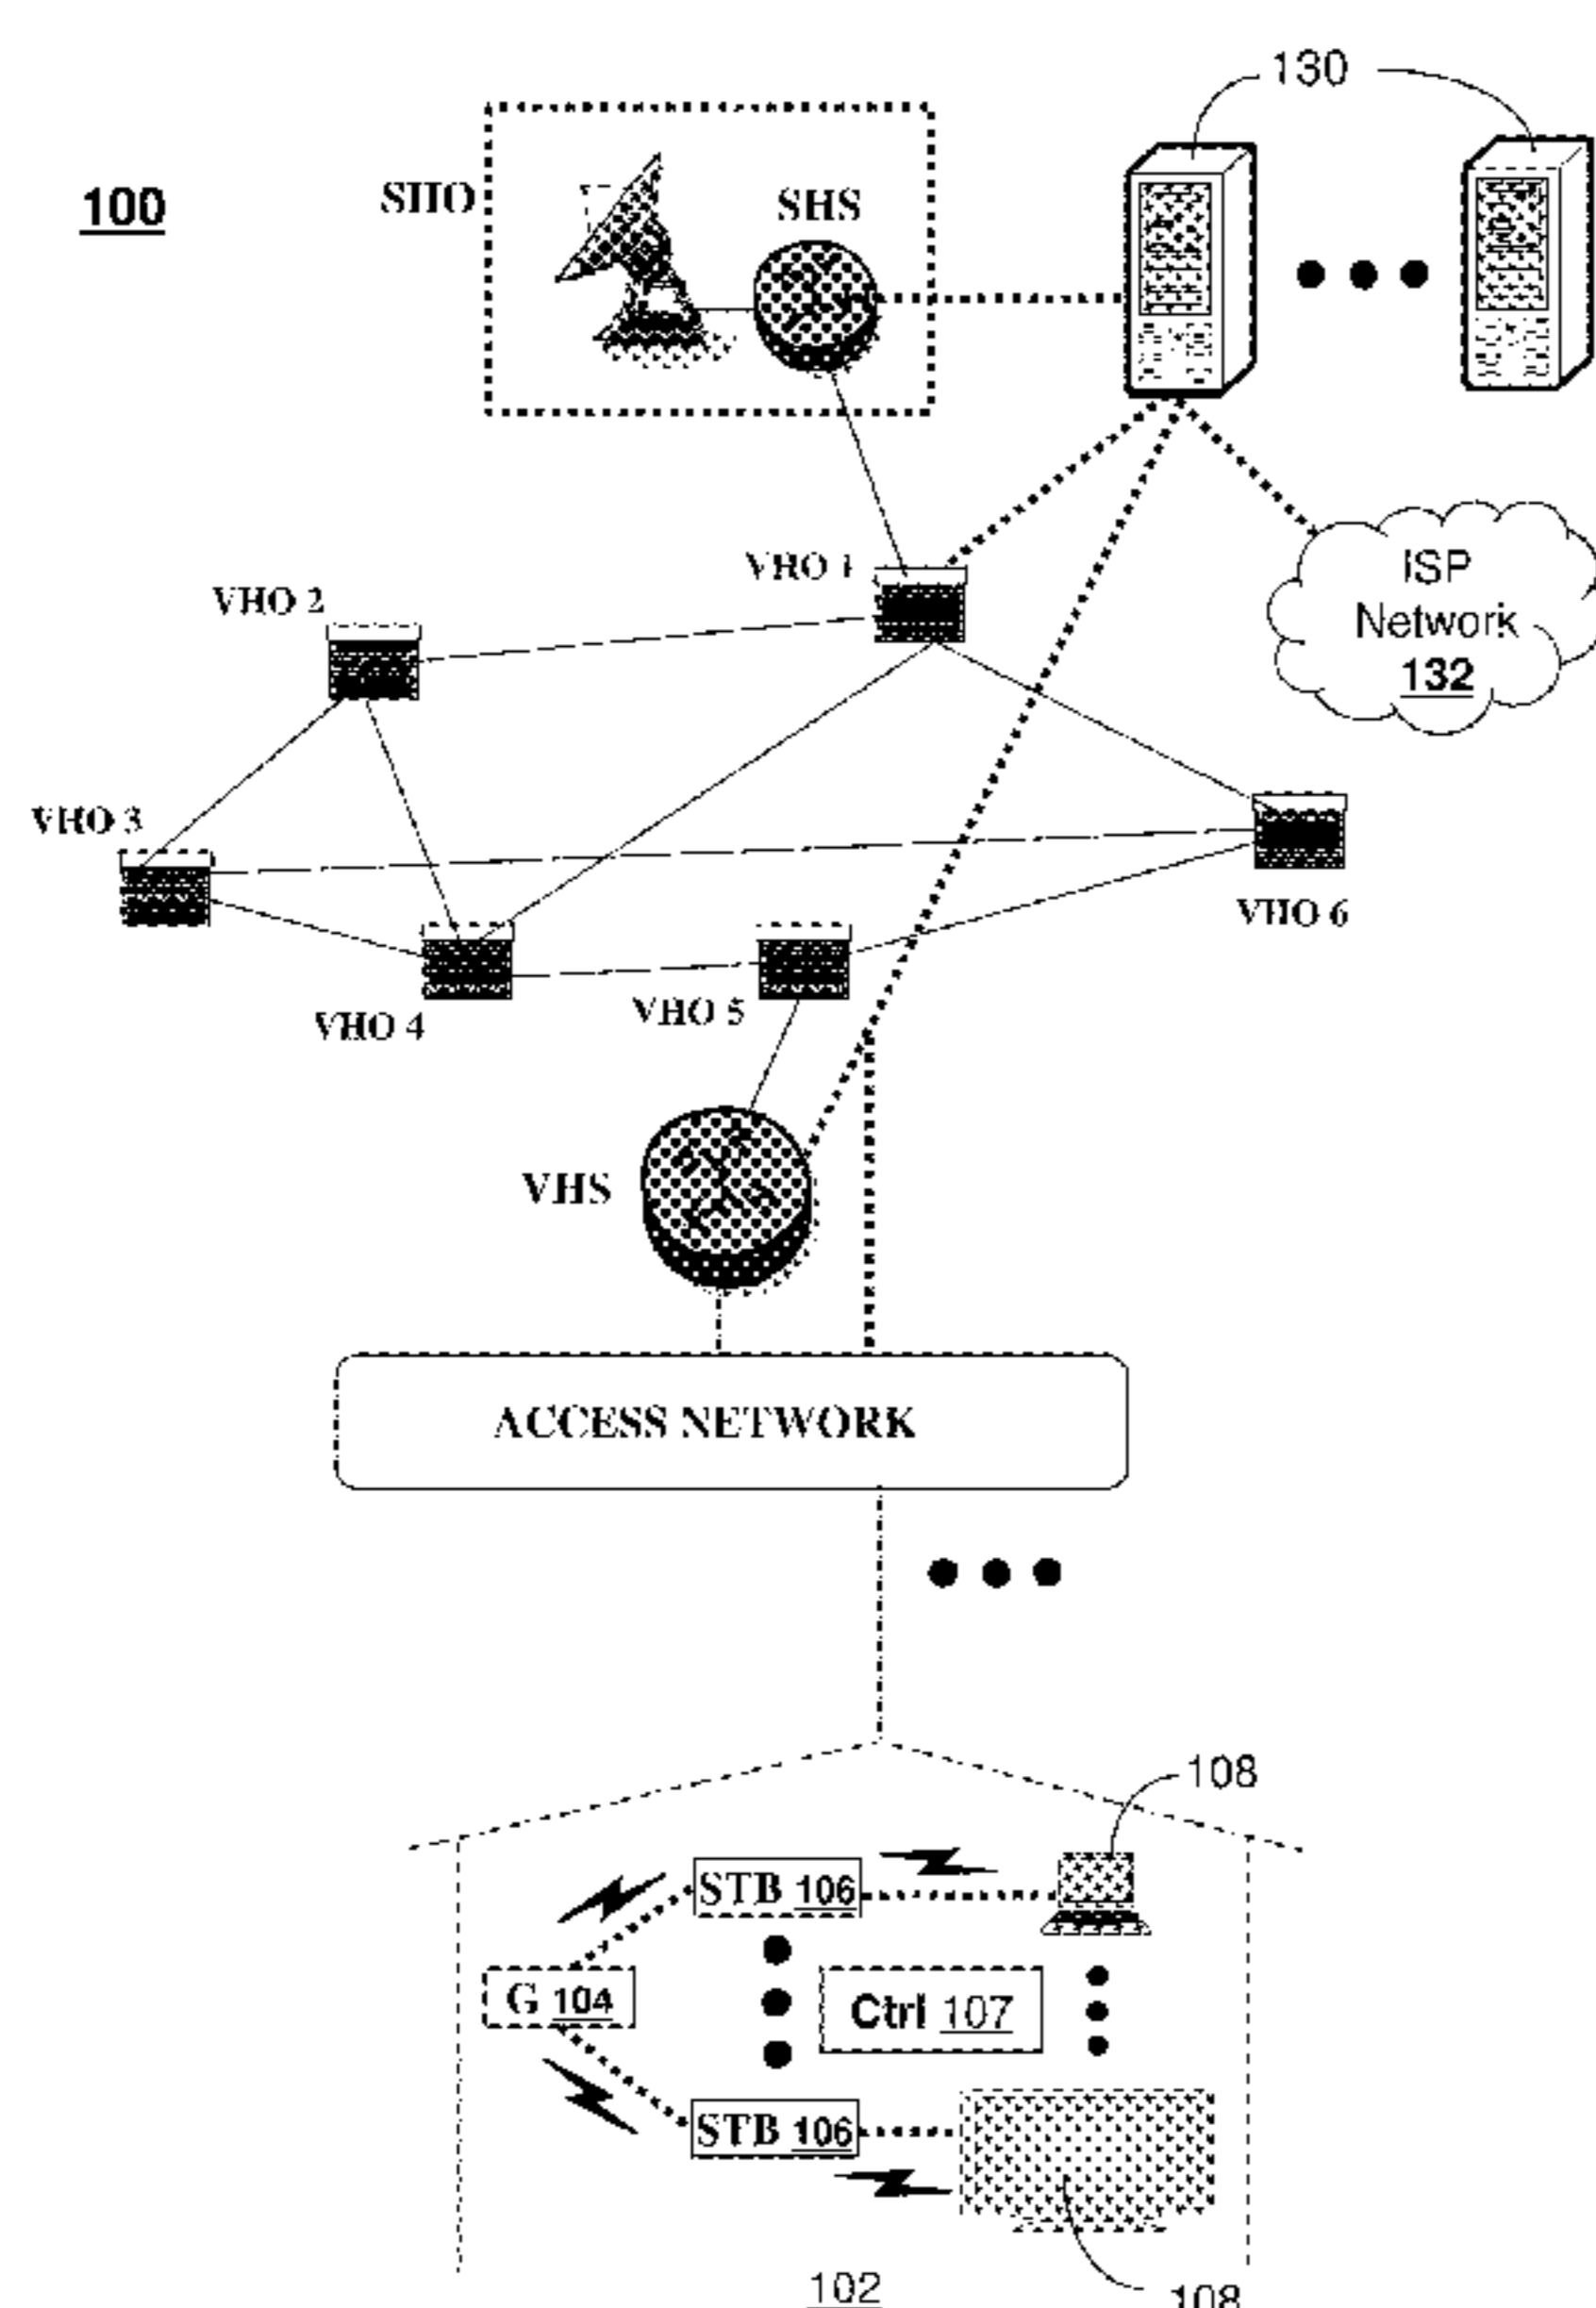 130
100
SHO
SHS
VHO 1
ISP
Network
132
VHO 2
VHO 3
VHO 6
VHO 4
VHO 5
VHS
ACCESS NETWORK
108
STB 106
G 104
Ctrl 107
STB 106
102
108